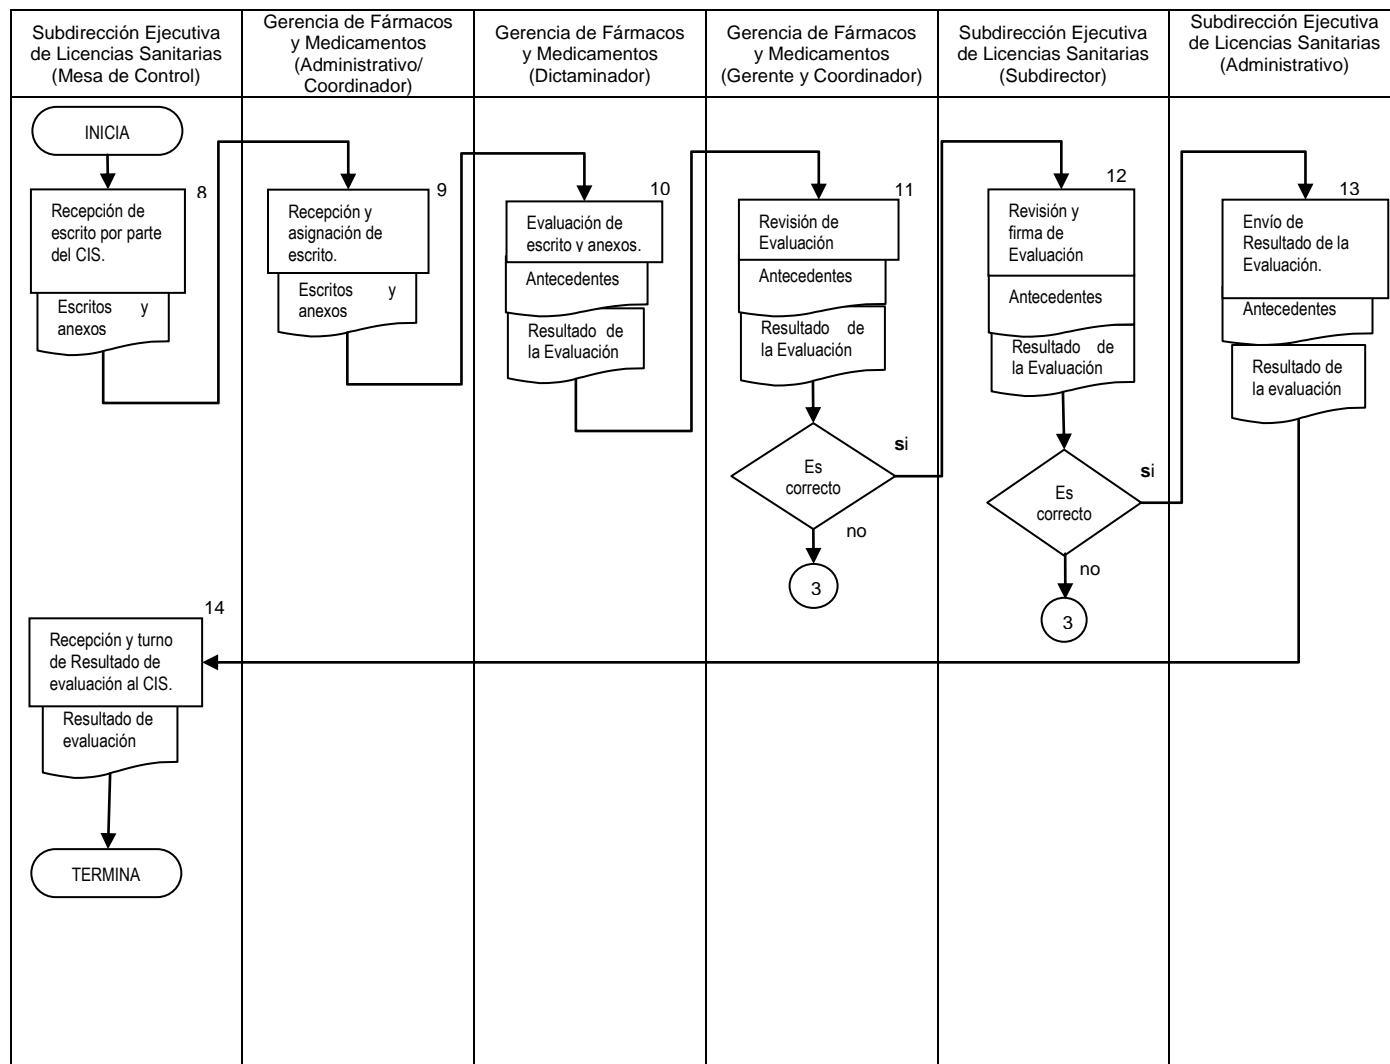 Subdirección Ejecutiva
de Licencias Sanitarias
(Mesa de Control)
Gerencia de Fármacos
y Medicamentos
(Administrativo/
Coordinador)
Gerencia de Fármacos
y Medicamentos
(Dictaminador)
Gerencia de Fármacos
y Medicamentos
(Gerente y Coordinador)
Subdirección Ejecutiva
de Licencias Sanitarias
(Subdirector)
Subdirección Ejecutiva
de Licencias Sanitarias
(Administrativo)
INICIA
8
Recepción de
escrito por parte
del CIS.
Escritos y
anexos
9
Recepción y
asignación de
escrito.
Escritos y
anexos
10
Evaluación de
escrito y anexos.
Antecedentes
Resultado de
la Evaluación
11
Revisión de
Evaluación
Antecedentes
Resultado de
la Evaluación
Es
correcto
si
no
3
12
Revisión y
firma de
Evaluación
Antecedentes
Resultado de
la Evaluación
Es
correcto
si
no
3
13
Envío de
Resultado de la
Evaluación.
Antecedentes
Resultado de
la evaluación
14
Recepción y turno
de Resultado de
evaluación al CIS.
Resultado de
evaluación
TERMINA